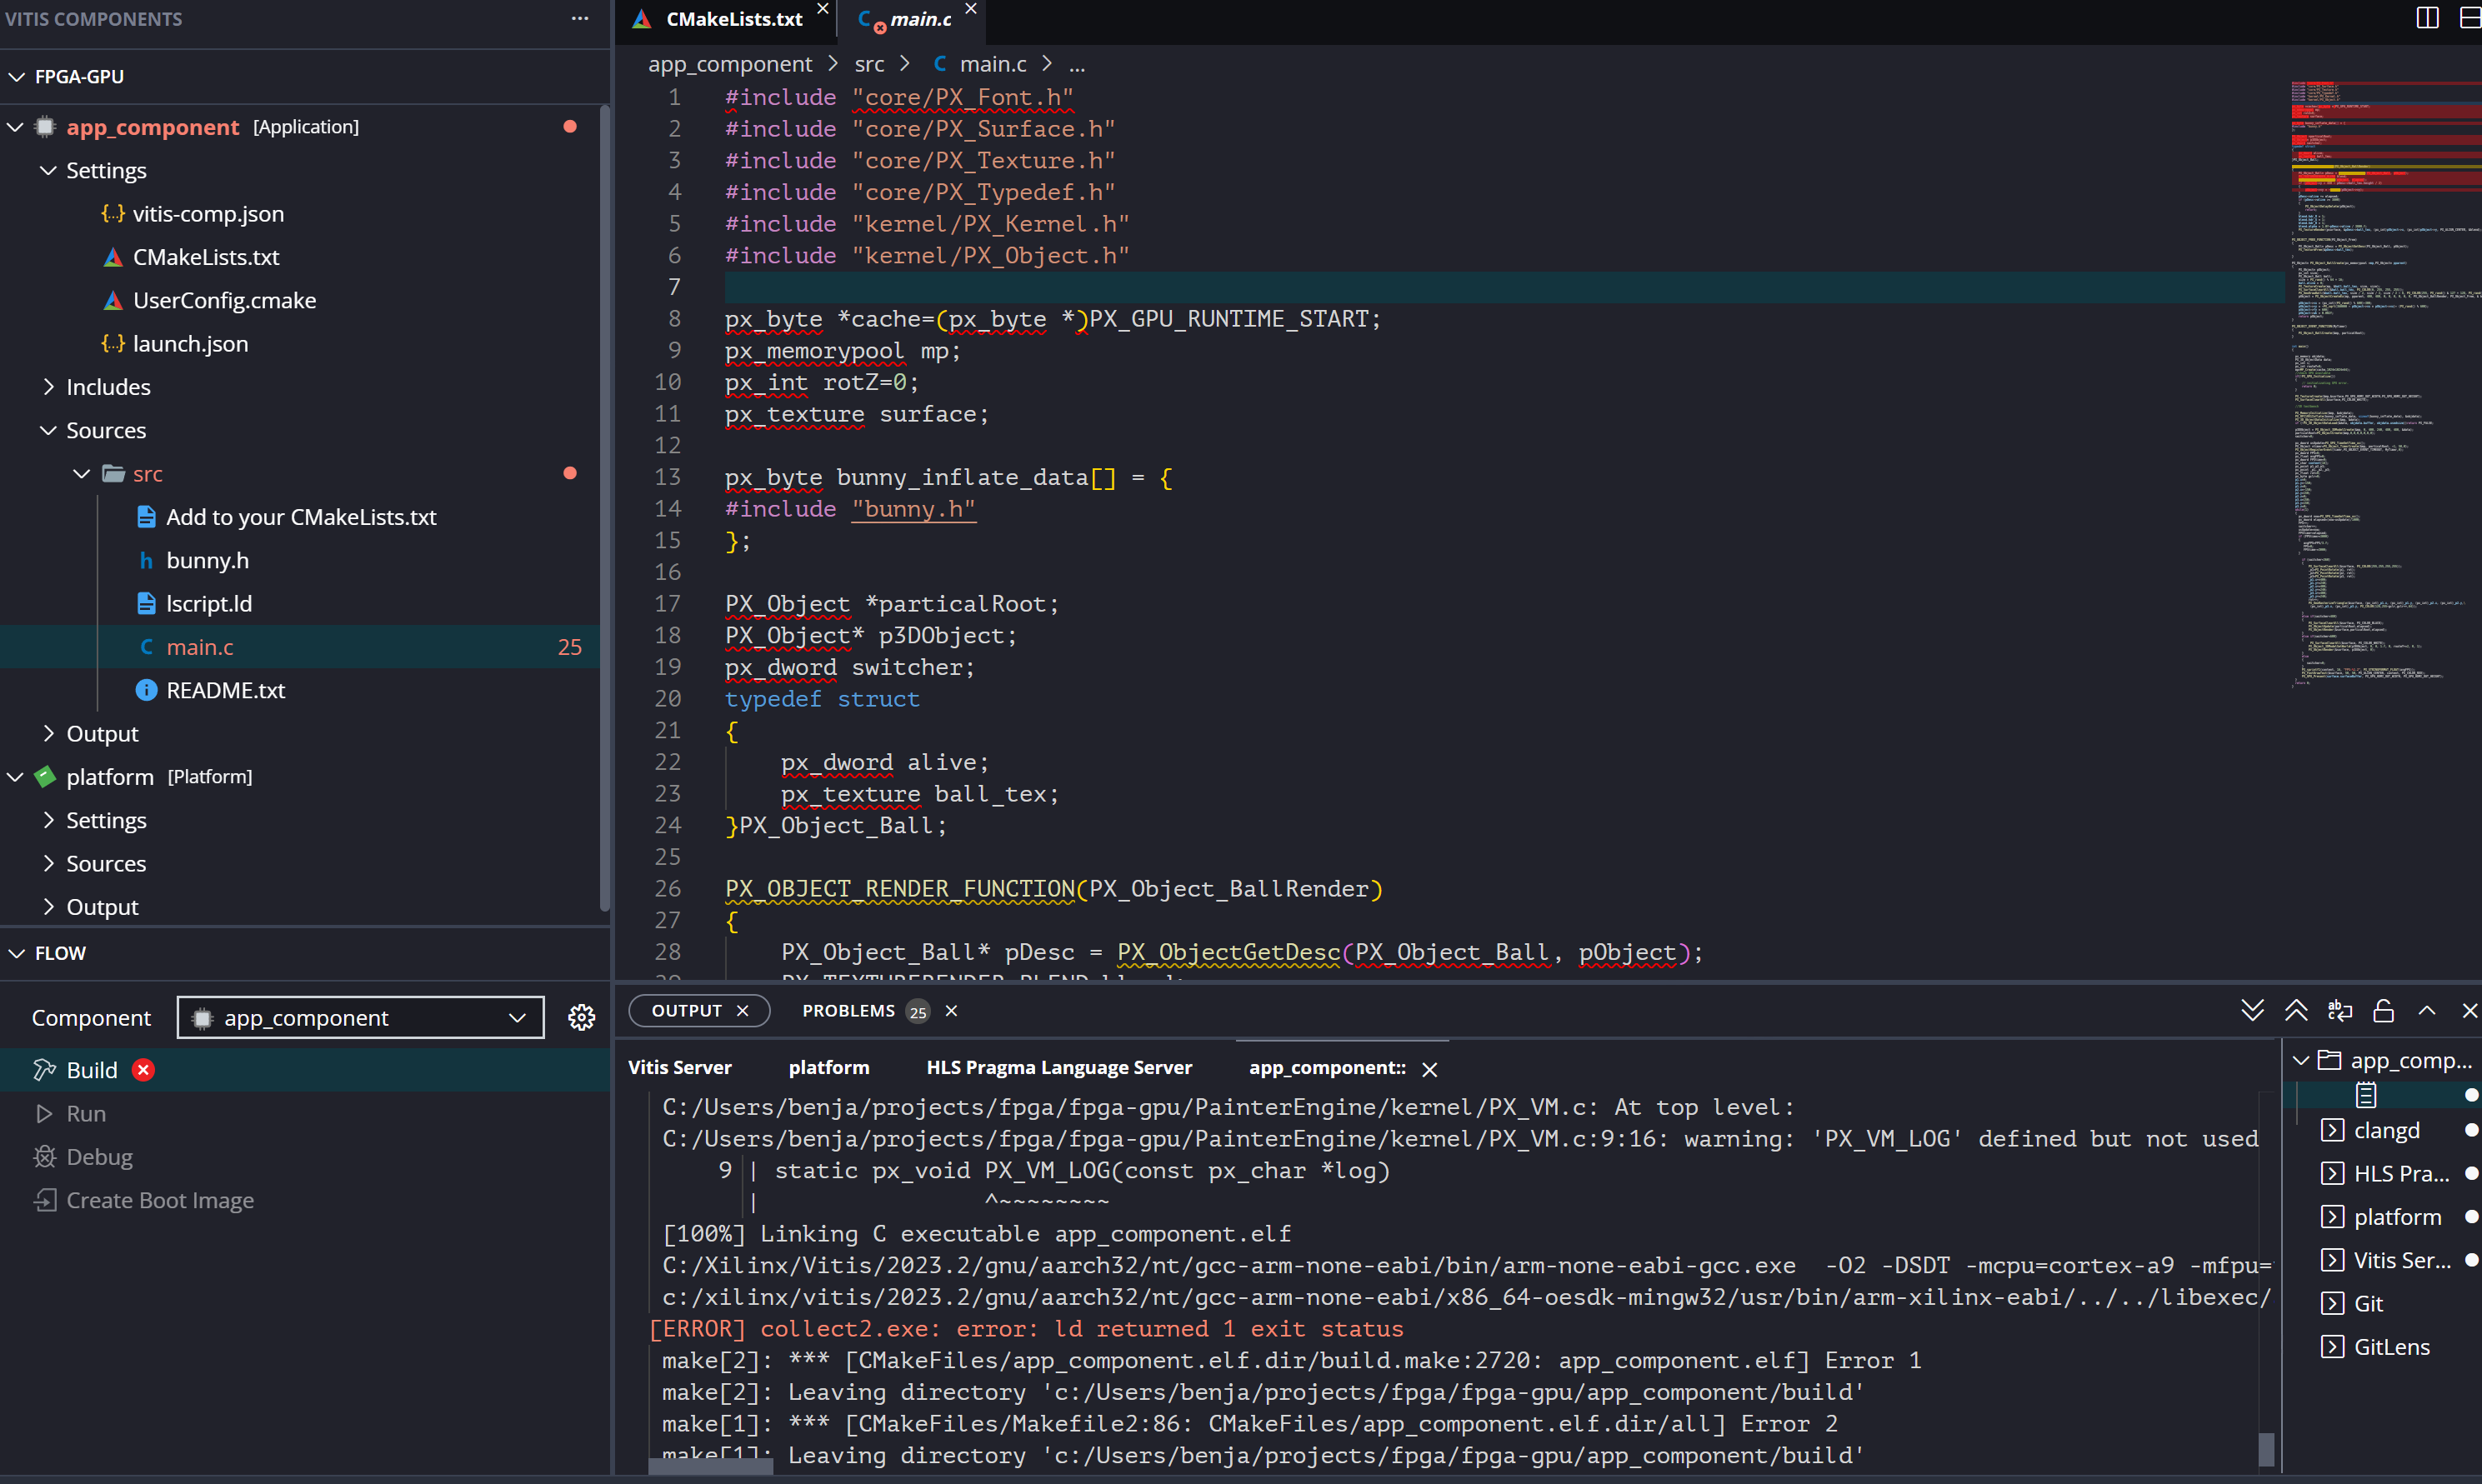 VITIS COMPONENTS
FPGA-GPU
app_component [Application]
Settings
{..} vitis-comp.json
CMakeLists.txt
UserConfig.cmake
{..} launch.json
Includes
Sources
src
Add to your CMakeLists.txt
h bunny.h
lscript.ld
C main.c 25
README.txt
Output
platform [Platform]
Settings
Sources
Output
FLOW
Component app_component
Build
Run
Debug
Create Boot Image
CMakeLists.txt
C main.c
app_component > src > C main.c > ...
1 #include "core/PX_Font.h"
2 #include "core/PX_Surface.h"
3 #include "core/PX_Texture.h"
4 #include "core/PX_Typedef.h"
5 #include "kernel/PX_Kernel.h"
6 #include "kernel/PX_Object.h"
7
8 px_byte *cache=(px_byte *)PX_GPU_RUNTIME_START;
9 px_memorypool mp;
10 px_int rotZ=0;
11 px_texture surface;
12
13 px_byte bunny_inflate_data[] = {
14 #include "bunny.h"
15 };
16
17 PX_Object *particalRoot;
18 PX_Object* p3DObject;
19 px_dword switcher;
20 typedef struct
21 {
22 px_dword alive;
23 px_texture ball_tex;
24 }PX_Object_Ball;
25
26 PX_OBJECT_RENDER_FUNCTION(PX_Object_BallRender)
27 {
28 PX_Object_Ball* pDesc = PX_ObjectGetDesc(PX_Object_Ball, pObject);
OUTPUT
PROBLEMS 25
Vitis Server
platform
HLS Pragma Language Server
app_component::
C:/Users/benja/projects/fpga/fpga-gpu/PainterEngine/kernel/PX_VM.c: At top level:
C:/Users/benja/projects/fpga/fpga-gpu/PainterEngine/kernel/PX_VM.c:9:16: warning: 'PX_VM_LOG' defined but not used
9 | static px_void PX_VM_LOG(const px_char *log)
| ^~~~~~~~~
[100%] Linking C executable app_component.elf
C:/Xilinx/Vitis/2023.2/gnu/aarch32/nt/gcc-arm-none-eabi/bin/arm-none-eabi-gcc.exe -O2 -DSDT -mcpu=cortex-a9 -mfpu=
c:/xilinx/vitis/2023.2/gnu/aarch32/nt/gcc-arm-none-eabi/x86_64-oesdk-mingw32/usr/bin/arm-xilinx-eabi/../../libexec/
[ERROR] collect2.exe: error: ld returned 1 exit status
make[2]: *** [CMakeFiles/app_component.elf.dir/build.make:2720: app_component.elf] Error 1
make[2]: Leaving directory 'c:/Users/benja/projects/fpga/fpga-gpu/app_component/build'
make[1]: *** [CMakeFiles/Makefile2:86: CMakeFiles/app_component.elf.dir/all] Error 2
make[1]: Leaving directory 'c:/Users/benja/projects/fpga/fpga-gpu/app_component/build'
app_comp...
clangd
HLS Pra...
platform
Vitis Ser...
Git
GitLens